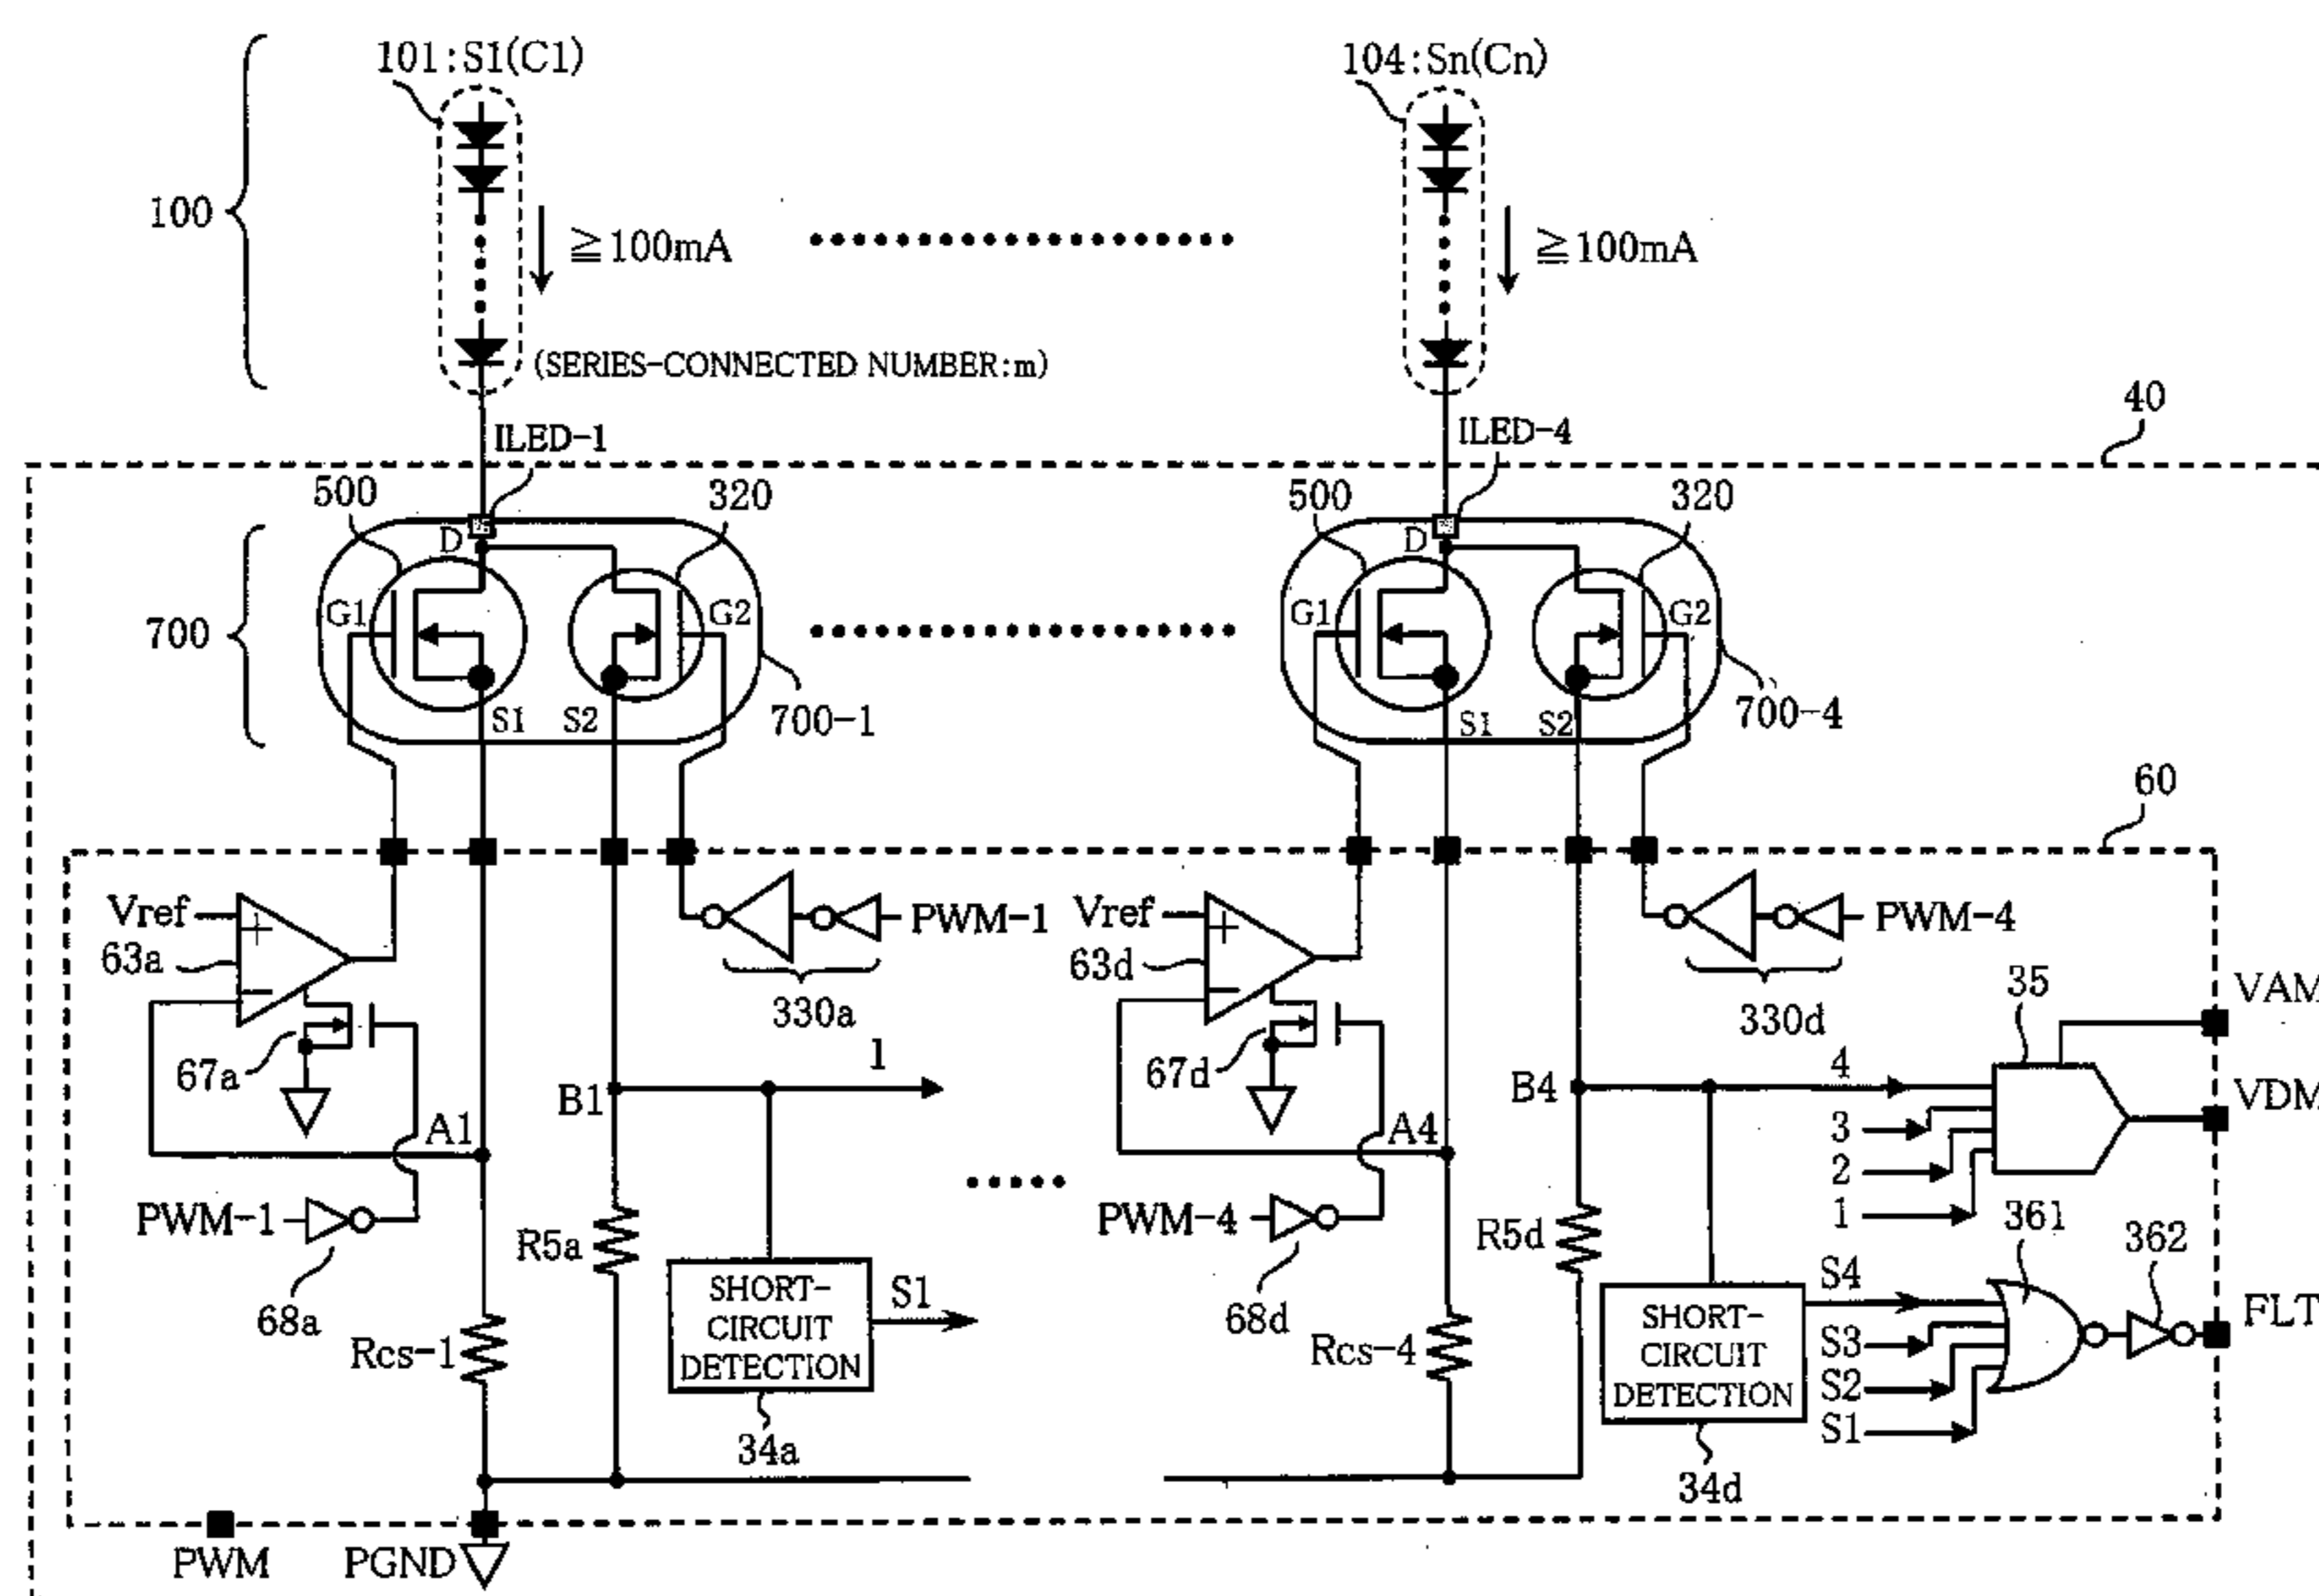 101:S1(C1)
104:Sn(Cn)
100
≧100mA
≧100mA
(SERIES-CONNECTED NUMBER:m)
40
ILED-1
ILED-4
500
320
500
320
D
D
G1
G2
G1
G2
700
S1
S2
700-1
S1
S2
700-4
60
Vref
+
63a
−
PWM-1
330a
Vref
+
63d
−
PWM-4
330d
35
VAM
67a
1
67d
4
VDM
B1
B4
3
A1
A4
2
1
PWM-1
R5a
PWM-4
R5d
361
362
68a
SHORT-
CIRCUIT
DETECTION
S1
68d
SHORT-
CIRCUIT
DETECTION
S4
FLT
Rcs-1
Rcs-4
S3
S2
S1
34a
34d
PWM
PGND